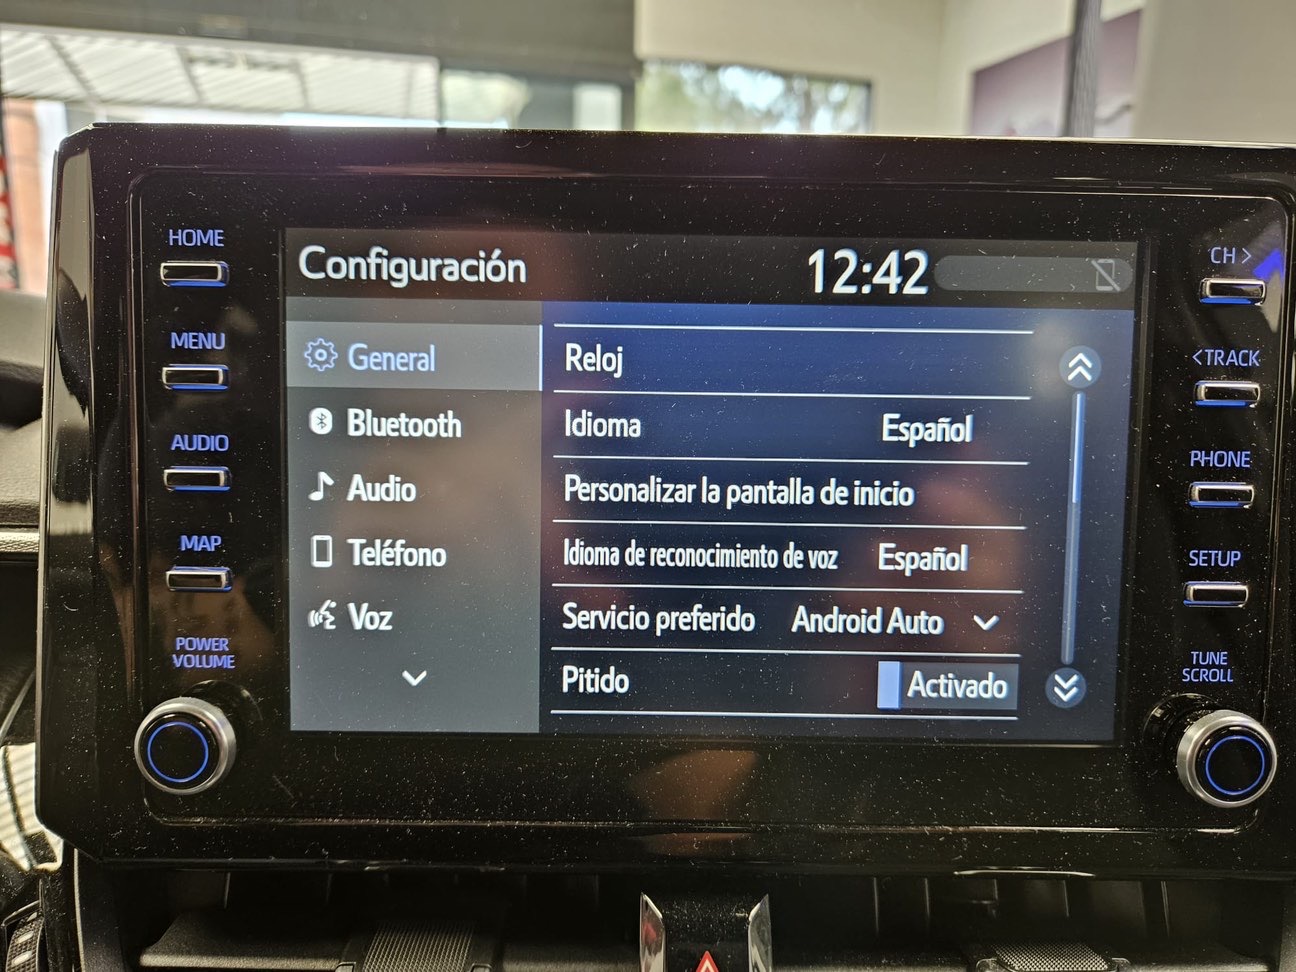 HOME
MENU
AUDIO
MAP
POWER
VOLUME
Configuración 12:42
General
Bluetooth
Audio
Teléfono
Voz
Reloj
Idioma Español
Personalizar la pantalla de inicio
Idioma de reconocimiento de voz Español
Servicio preferido Android Auto
Pitido Activado
CH >
< TRACK
PHONE
SETUP
TUNE
SCROLL